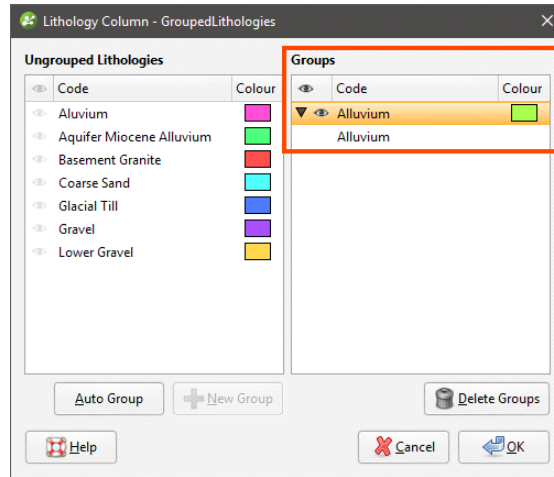 Lithology Column - GroupedLithologies
Ungrouped Lithologies
Code Colour
Aluvium
Aquifer Miocene Alluvium
Basement Granite
Coarse Sand
Glacial Till
Gravel
Lower Gravel
Groups
Code Colour
Alluvium
Alluvium
Auto Group
New Group
Delete Groups
Help
Cancel
OK